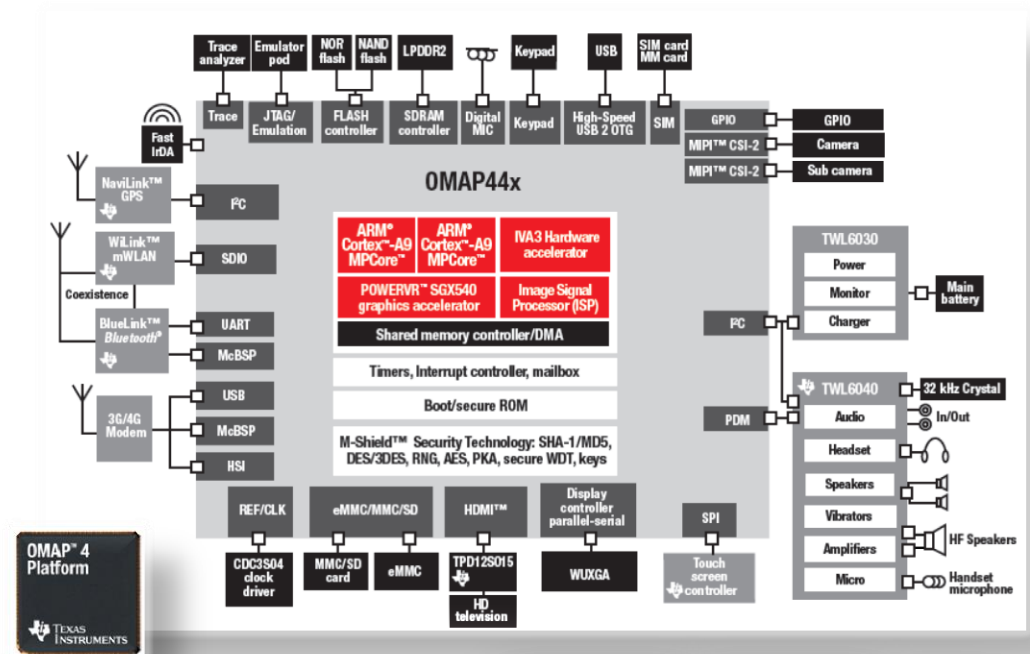 Trace
analyzer
Emulator
pod
NOR
flash
NAND
flash
LPDDR2
Keypad
USB
SIM card
MM card
Fast
IrDA
Trace
JTAG/
Emulation
FLASH
controller
SDRAM
controller
Digital
MIC
Keypad
High-Speed
USB 2 OTG
SIM
GPIO
GPIO
MIPI™ CSI-2
Camera
MIPI™ CSI-2
Sub camera
OMAP44x
NaviLink™
GPS
I²C
WiLink™
mWLAN
SDIO
Coexistence
BlueLink™
Bluetooth®
UART
McBSP
3G/4G
Modem
USB
McBSP
HSI
ARM®
Cortex™-A9
MPCore™
ARM®
Cortex™-A9
MPCore™
IVA3 Hardware
accelerator
POWERVR™ SGX540
graphics accelerator
Image Signal
Processor (ISP)
Shared memory controller/DMA
Timers, Interrupt controller, mailbox
Boot/secure ROM
M-Shield™ Security Technology: SHA-1/MD5,
DES/3DES, RNG, AES, PKA, secure WDT, keys
I²C
PDM
TWL6030
Power
Monitor
Charger
Main
battery
TWL6040
32 kHz Crystal
Audio
In/Out
Headset
Speakers
Vibrators
Amplifiers
HF Speakers
Micro
Handset
microphone
REF/CLK
eMMC/MMC/SD
HDMI™
Display
controller
parallel-serial
SPI
CDC3S04
clock
driver
MMC/SD
card
eMMC
TPD12S015
HD
television
WUXGA
Touch
screen
controller
OMAP™ 4
Platform
TEXAS
INSTRUMENTS